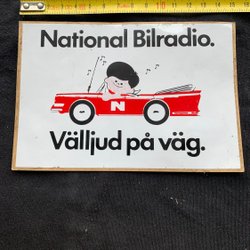 National Bilradio.
N
Välljud på väg.